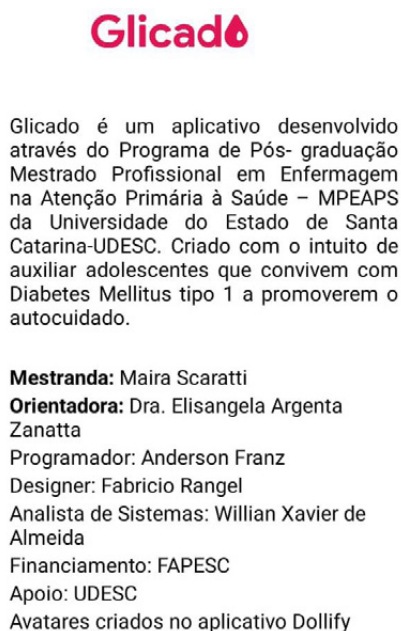 Glicado
Glicado é um aplicativo desenvolvido
através do Programa de Pós- graduação
Mestrado Profissional em Enfermagem
na Atenção Primária à Saúde – MPEAPS
da Universidade do Estado de Santa
Catarina-UDESC. Criado com o intuito de
auxiliar adolescentes que convivem com
Diabetes Mellitus tipo 1 a promoverem o
autocuidado.
Mestranda: Maira Scaratti
Orientadora: Dra. Elisangela Argenta
Zanatta
Programador: Anderson Franz
Designer: Fabricio Rangel
Analista de Sistemas: Willian Xavier de
Almeida
Financiamento: FAPESC
Apoio: UDESC
Avatares criados no aplicativo Dollify